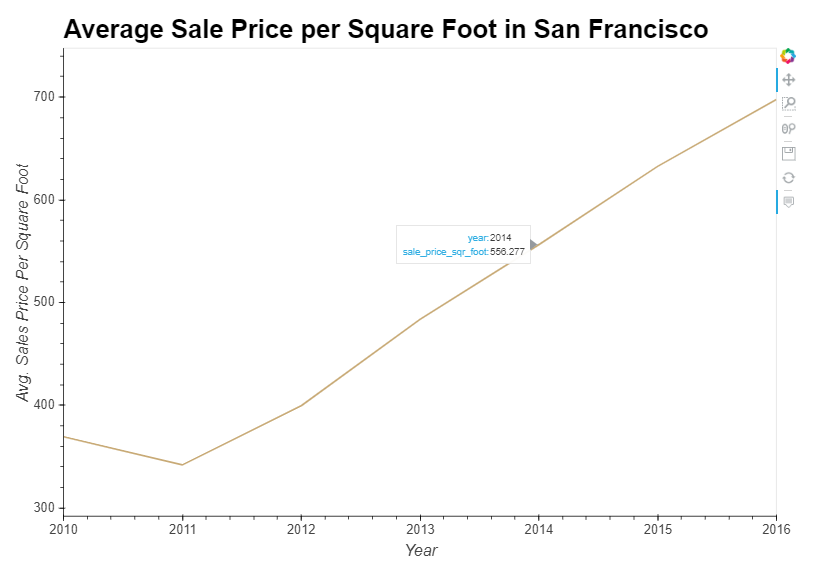 Average Sale Price per Square Foot in San Francisco
Avg. Sales Price Per Square Foot
700
600
500
400
300
year:2014
sale_price_sqr_foot:556.277
2010 2011 2012 2013 2014 2015 2016
Year